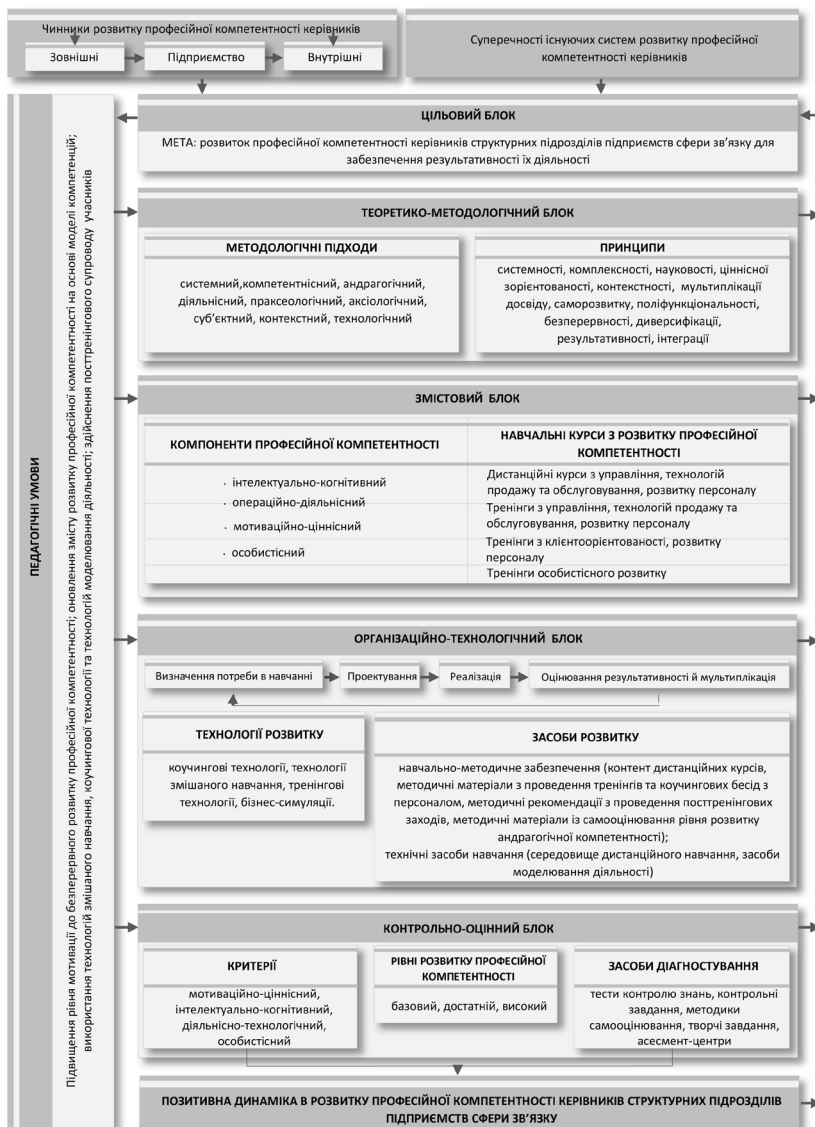 Чинники розвитку професійної компетентності керівників
Зовнішні
Підприємство
Внутрішні
Суперечності існуючих систем розвитку професійної
компетентності керівників
ПЕДАГОГІЧНІ УМОВИ
Підвищення рівня мотивації до безперервного розвитку професійної компетентності; оновлення змісту розвитку професійної компетентності на основі моделі компетенцій;
використання технологій змішаного навчання, коучингової технології та технологій моделювання діяльності; здійснення посттренінгового супроводу учасників
ЦІЛЬОВИЙ БЛОК
МЕТА: розвиток професійної компетентності керівників структурних підрозділів підприємств сфери зв’язку для
забезпечення результативності їх діяльності
ТЕОРЕТИКО-МЕТОДОЛОГІЧНИЙ БЛОК
МЕТОДОЛОГІЧНІ ПІДХОДИ
системний,компетентнісний, андрагогічний,
діяльнісний, праксеологічний, аксіологічний,
суб’єктний, контекстний, технологічний
ПРИНЦИПИ
системності, комплексності, науковості, ціннісної
зорієнтованості, контекстності, мультиплікації
досвіду, саморозвитку, поліфункціональності,
безперервності, диверсифікації,
результативності, інтеграції
ЗМІСТОВИЙ БЛОК
КОМПОНЕНТИ ПРОФЕСІЙНОЇ КОМПЕТЕНТНОСТІ
· інтелектуально-когнітивний
· операційно-діяльнісний
· мотиваційно-ціннісний
· особистісний
НАВЧАЛЬНІ КУРСИ З РОЗВИТКУ ПРОФЕСІЙНОЇ
КОМПЕТЕНТНОСТІ
Дистанційні курси з управління, технологій
продажу та обслуговування, розвитку персоналу
Тренінги з управління, технологій продажу та
обслуговування, розвитку персоналу
Тренінги з клієнтоорієнтованості, розвитку
персоналу
Тренінги особистісного розвитку
ОРГАНІЗАЦІЙНО-ТЕХНОЛОГІЧНИЙ БЛОК
Визначення потреби в навчанні
Проектування
Реалізація
Оцінювання результативності й мультиплікація
ТЕХНОЛОГІЇ РОЗВИТКУ
коучингові технології, технології
змішаного навчання, тренінгові
технології, бізнес-симуляції.
ЗАСОБИ РОЗВИТКУ
навчально-методичне забезпечення (контент дистанційних курсів,
методичні матеріали з проведення тренінгів та коучингових бесід з
персоналом, методичні рекомендації з проведення посттренінгових
заходів, методичні матеріали із самооцінювання рівня розвитку
андрагогічної компетентності);
технічні засоби навчання (середовище дистанційного навчання, засоби
моделювання діяльності)
КОНТРОЛЬНО-ОЦІННИЙ БЛОК
КРИТЕРІЇ
мотиваційно-ціннісний,
інтелектуально-когнітивний,
діяльнісно-технологічний,
особистісний
РІВНІ РОЗВИТКУ ПРОФЕСІЙНОЇ
КОМПЕТЕНТНОСТІ
базовий, достатній, високий
ЗАСОБИ ДІАГНОСТУВАННЯ
тести контролю знань, контрольні
завдання, методики
самооцінювання, творчі завдання,
асесмент-центри
ПОЗИТИВНА ДИНАМІКА В РОЗВИТКУ ПРОФЕСІЙНОЇ КОМПЕТЕНТНОСТІ КЕРІВНИКІВ СТРУКТУРНИХ ПІДРОЗДІЛІВ
ПІДПРИЄМСТВ СФЕРИ ЗВ’ЯЗКУ